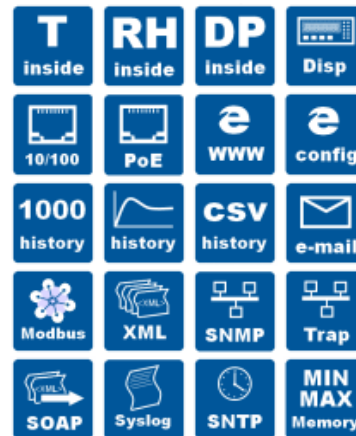 T RH DP
inside inside inside Disp
e e
10/100 PoE WWW config
1000 CSV
history history history e-mail
XML
Modbus XML SNMP Trap
XML MIN
MAX
SOAP Syslog SNTP Memory